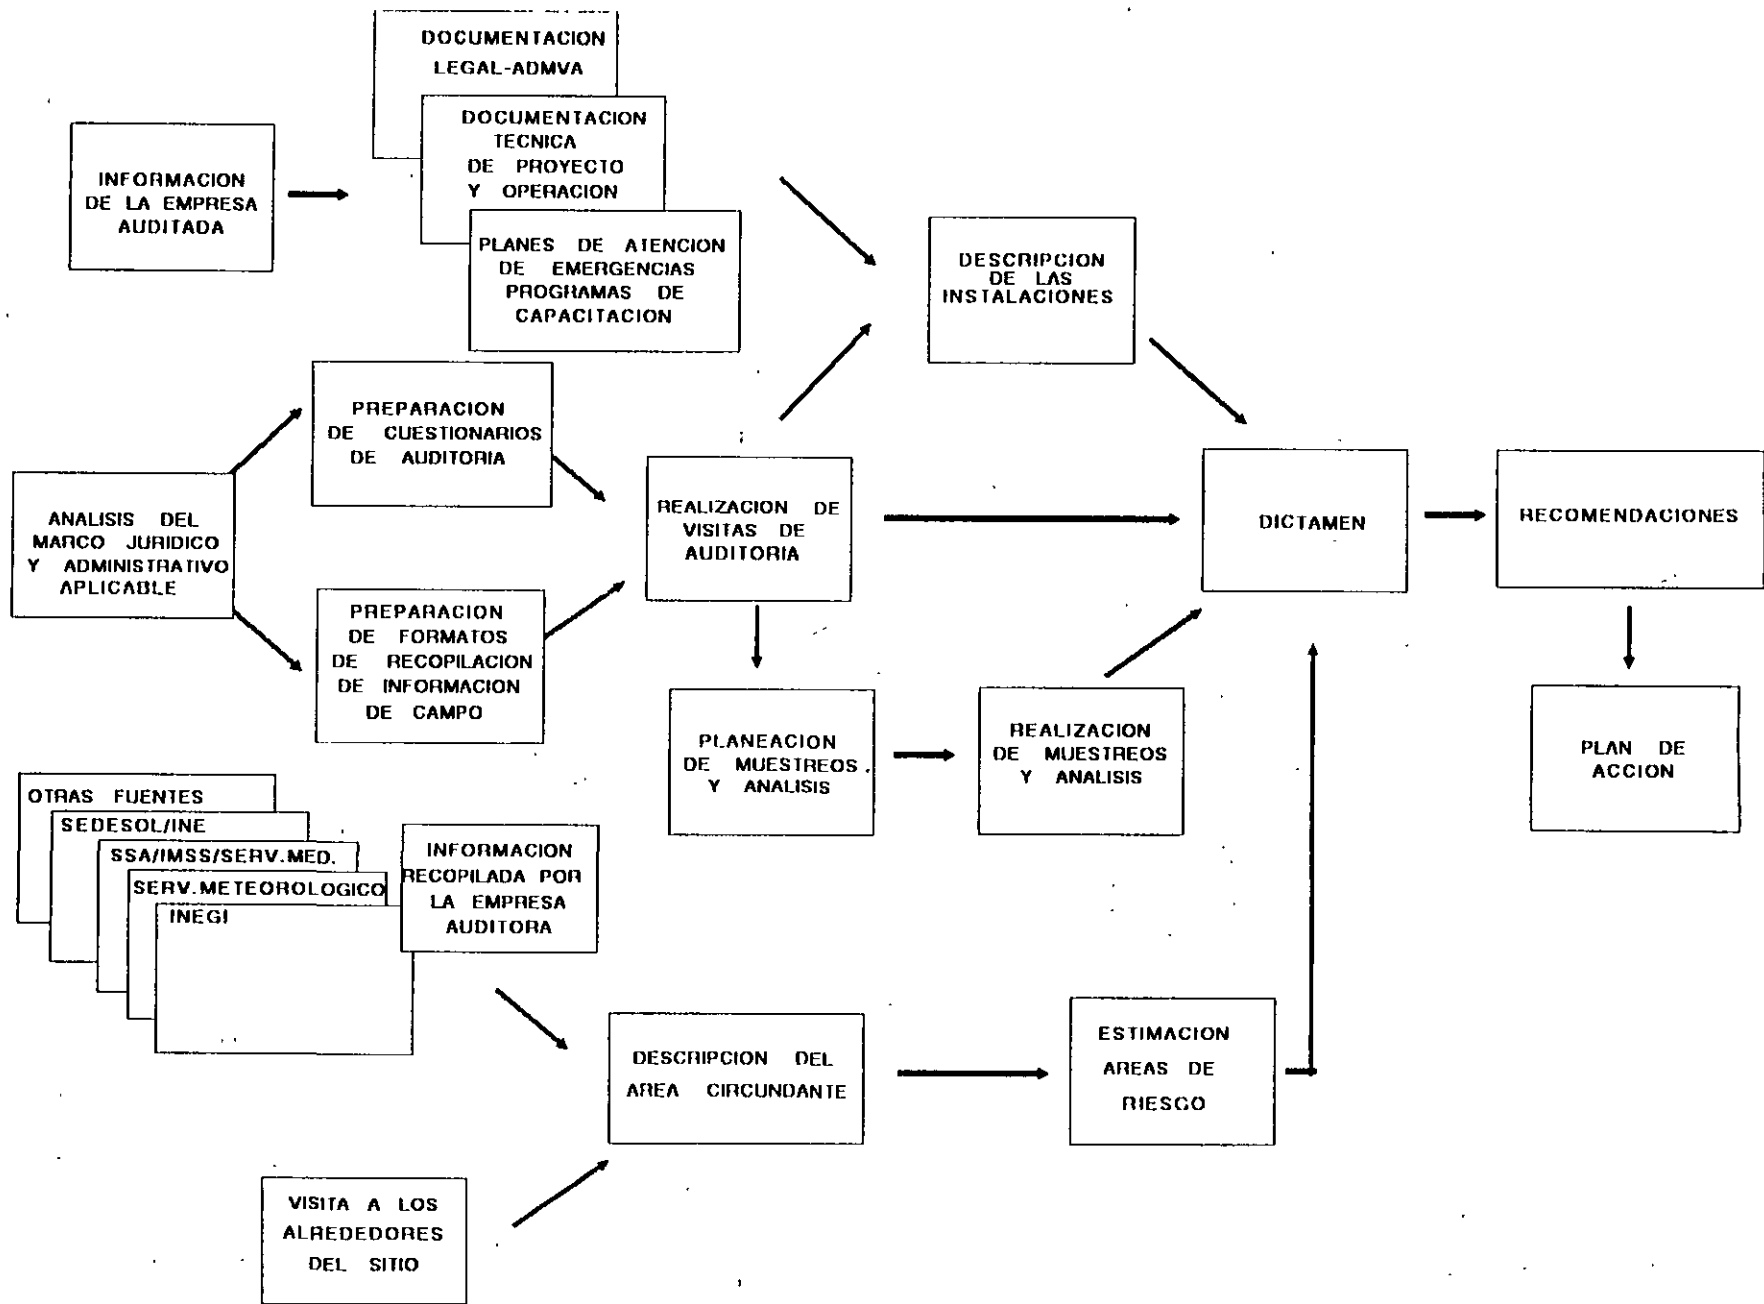 DOCUMENTACION
LEGAL-ADMVA
DOCUMENTACION
TECNICA
DE PROYECTO
Y OPERACION
PLANES DE ATENCION
DE EMERGENCIAS
PROGRAMAS DE
CAPACITACION
INFORMACION
DE LA EMPRESA
AUDITADA
DESCRIPCION
DE LAS
INSTALACIONES
PREPARACION
DE CUESTIONARIOS
DE AUDITORIA
ANALISIS DEL
MARCO JURIDICO
Y ADMINISTRATIVO
APLICABLE
PREPARACION
DE FORMATOS
DE RECOPILACION
DE INFORMACION
DE CAMPO
REALIZACION DE
VISITAS DE
AUDITORIA
DICTAMEN
RECOMENDACIONES
PLANEACION
DE MUESTREOS
Y ANALISIS
REALIZACION
DE MUESTREOS
Y ANALISIS
PLAN DE
ACCION
OTRAS FUENTES
SEDESOL/INE
SSA/IMSS/SERV.MED.
SERV.METEOROLOGICO
INEGI
INFORMACION
RECOPILADA POR
LA EMPRESA
AUDITORA
DESCRIPCION DEL
AREA CIRCUNDANTE
ESTIMACION
AREAS DE
RIESGO
VISITA A LOS
ALREDEDORES
DEL SITIO